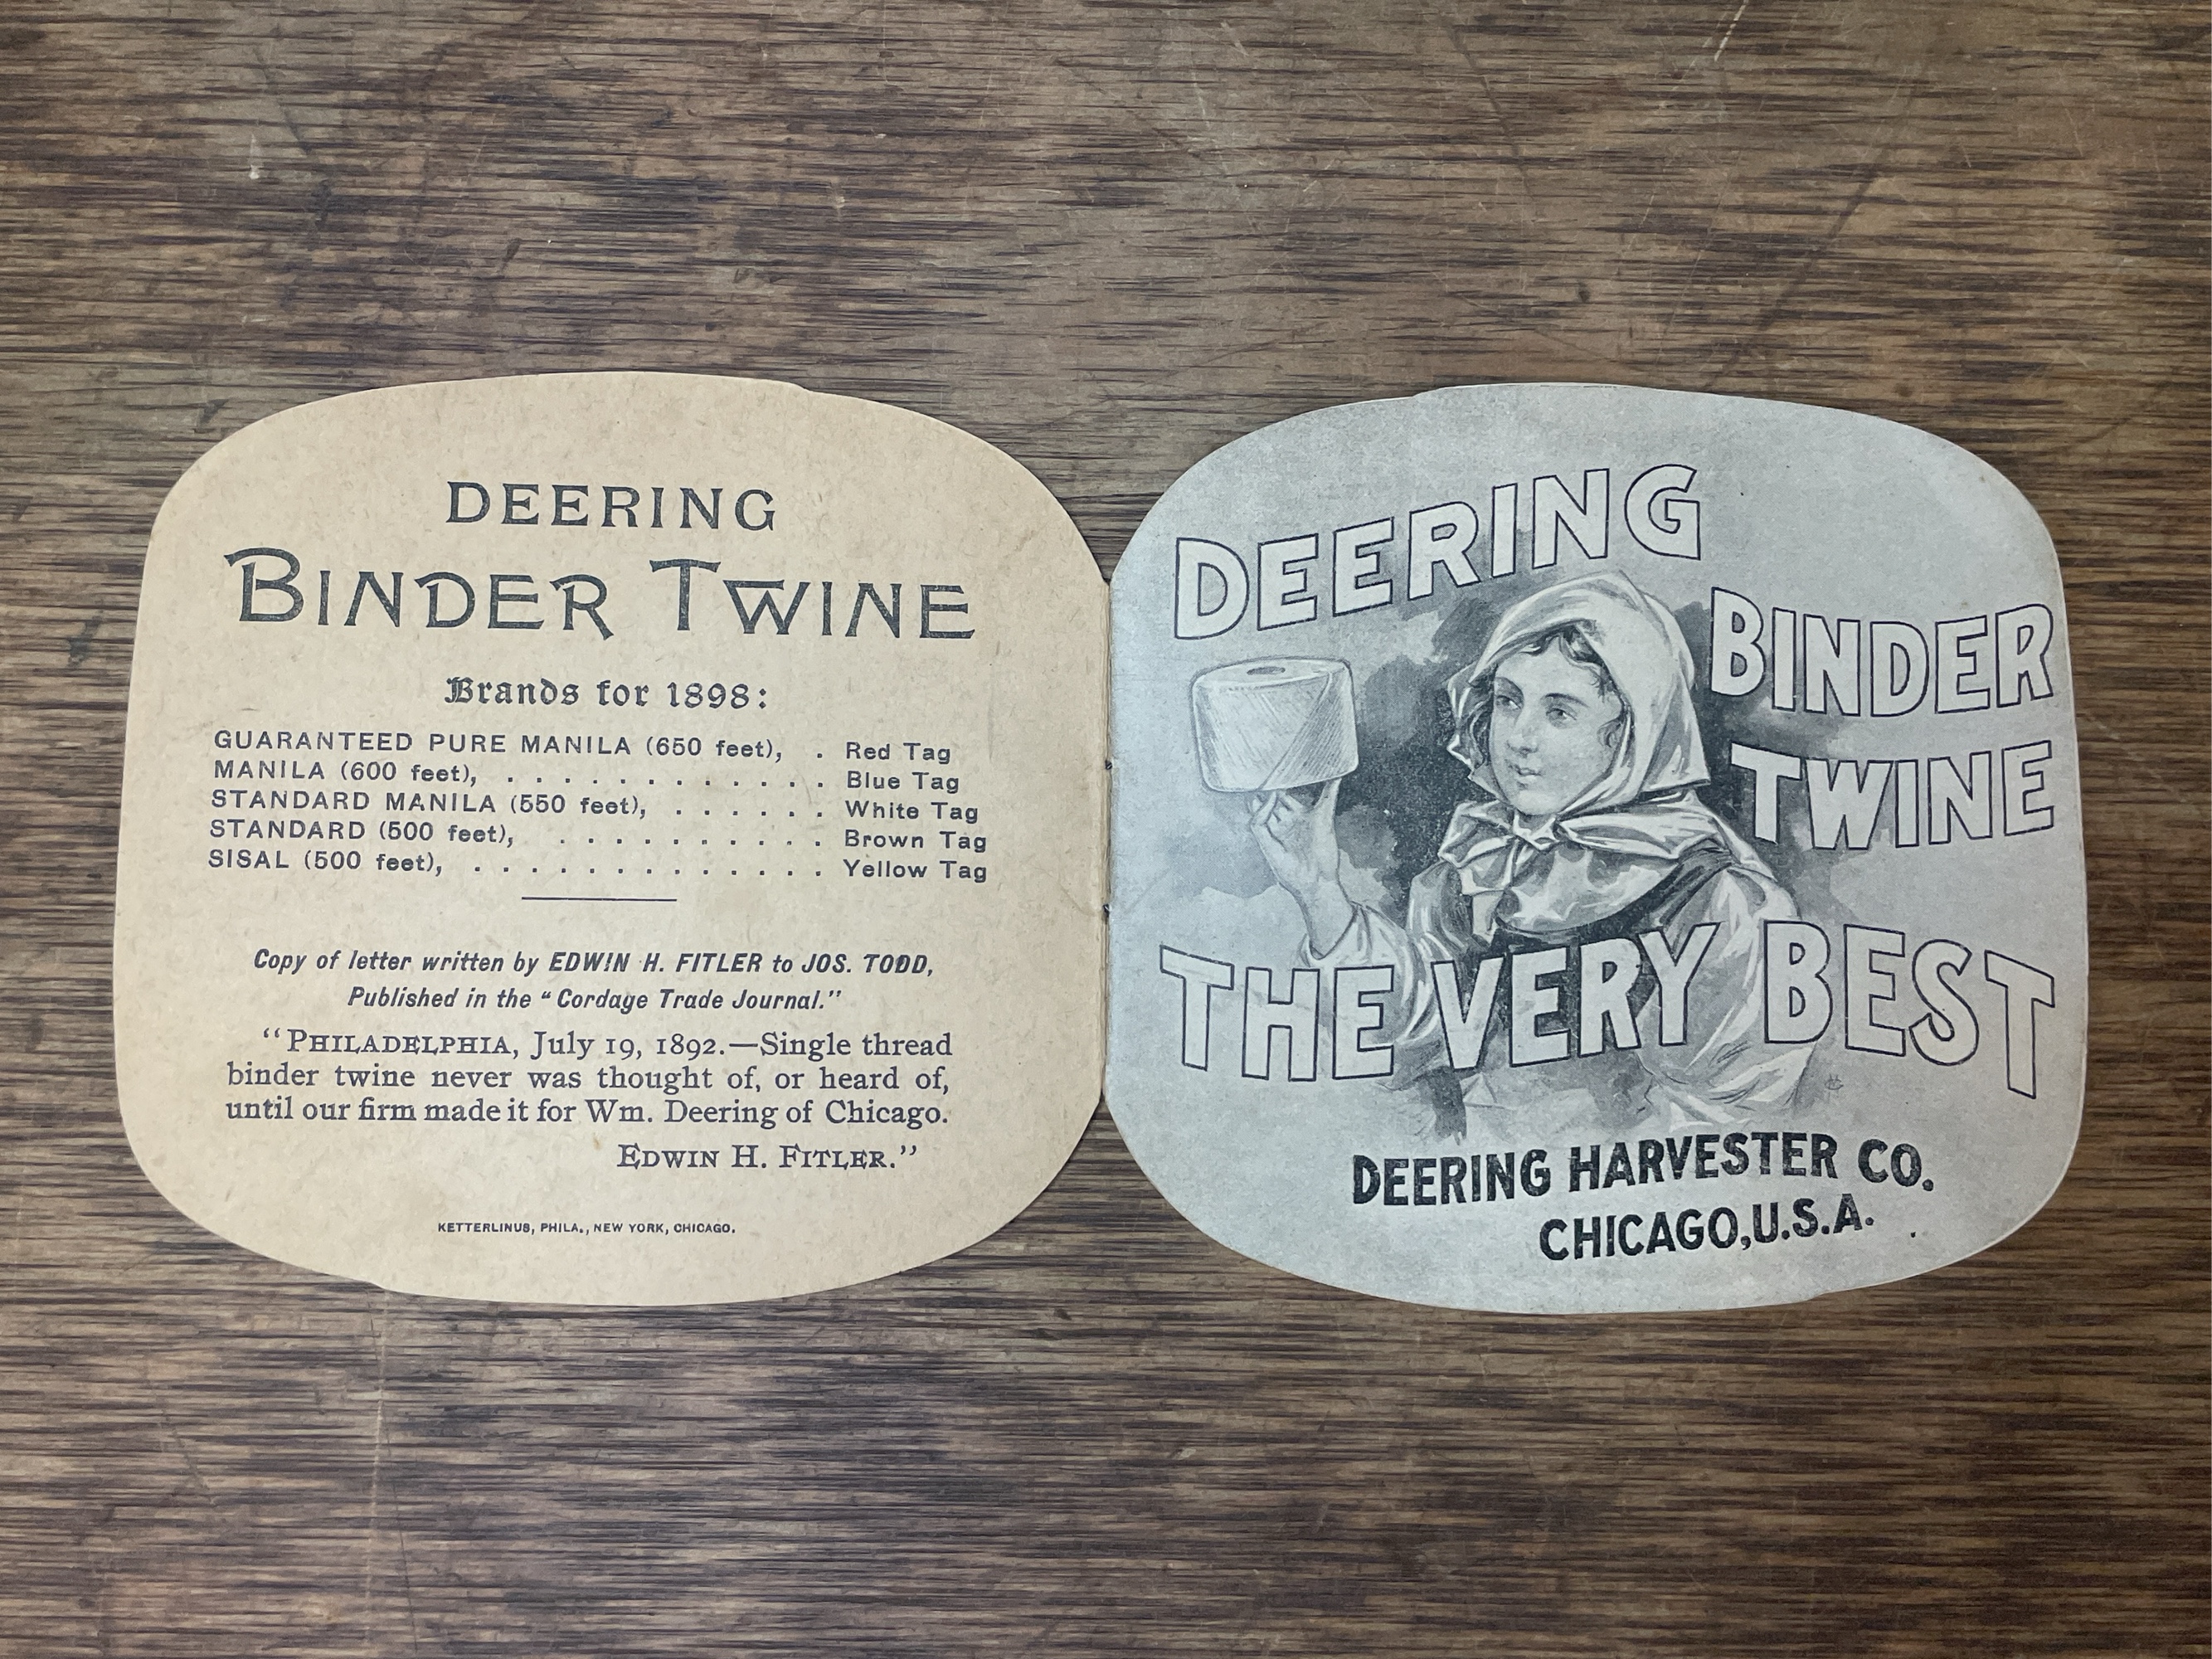 DEERING
BINDER TWINE
Brands for 1898:
GUARANTEED PURE MANILA (650 feet), . Red Tag
MANILA (600 feet), . . . . . . . . . . . . Blue Tag
STANDARD MANILA (550 feet), . . . . . . White Tag
STANDARD (500 feet), . . . . . . . . . . Brown Tag
SISAL (500 feet), . . . . . . . . . . . . . Yellow Tag
Copy of letter written by EDWIN H. FITLER to JOS. TODD,
Published in the "Cordage Trade Journal."
"PHILADELPHIA, July 19, 1892.—Single thread
binder twine never was thought of, or heard of,
until our firm made it for Wm. Deering of Chicago.
EDWIN H. FITLER."
KETTERLINUS, PHILA., NEW YORK, CHICAGO.
DEERING
BINDER
TWINE
THE VERY BEST
DEERING HARVESTER CO.
CHICAGO, U.S.A.